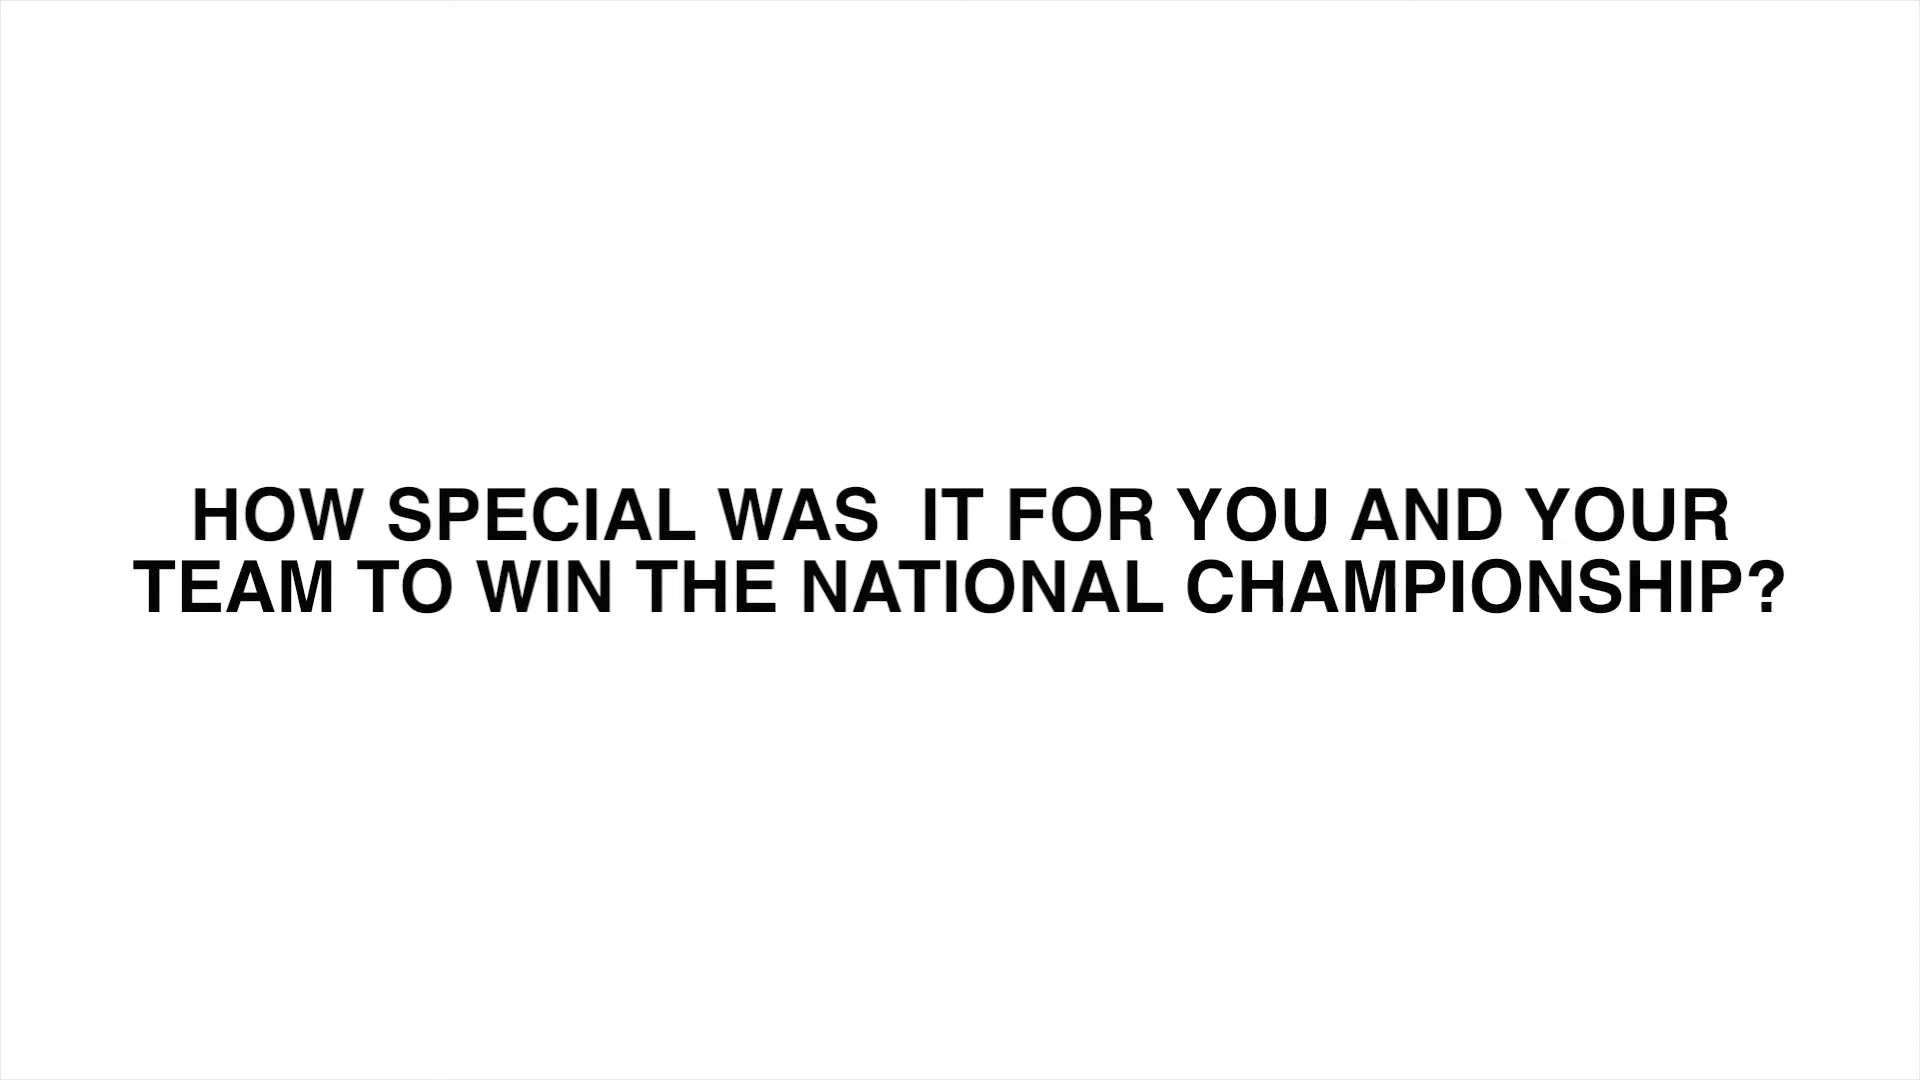 HOW SPECIAL WAS  IT FOR YOU AND YOUR
TEAM TO WIN THE NATIONAL CHAMPIONSHIP?